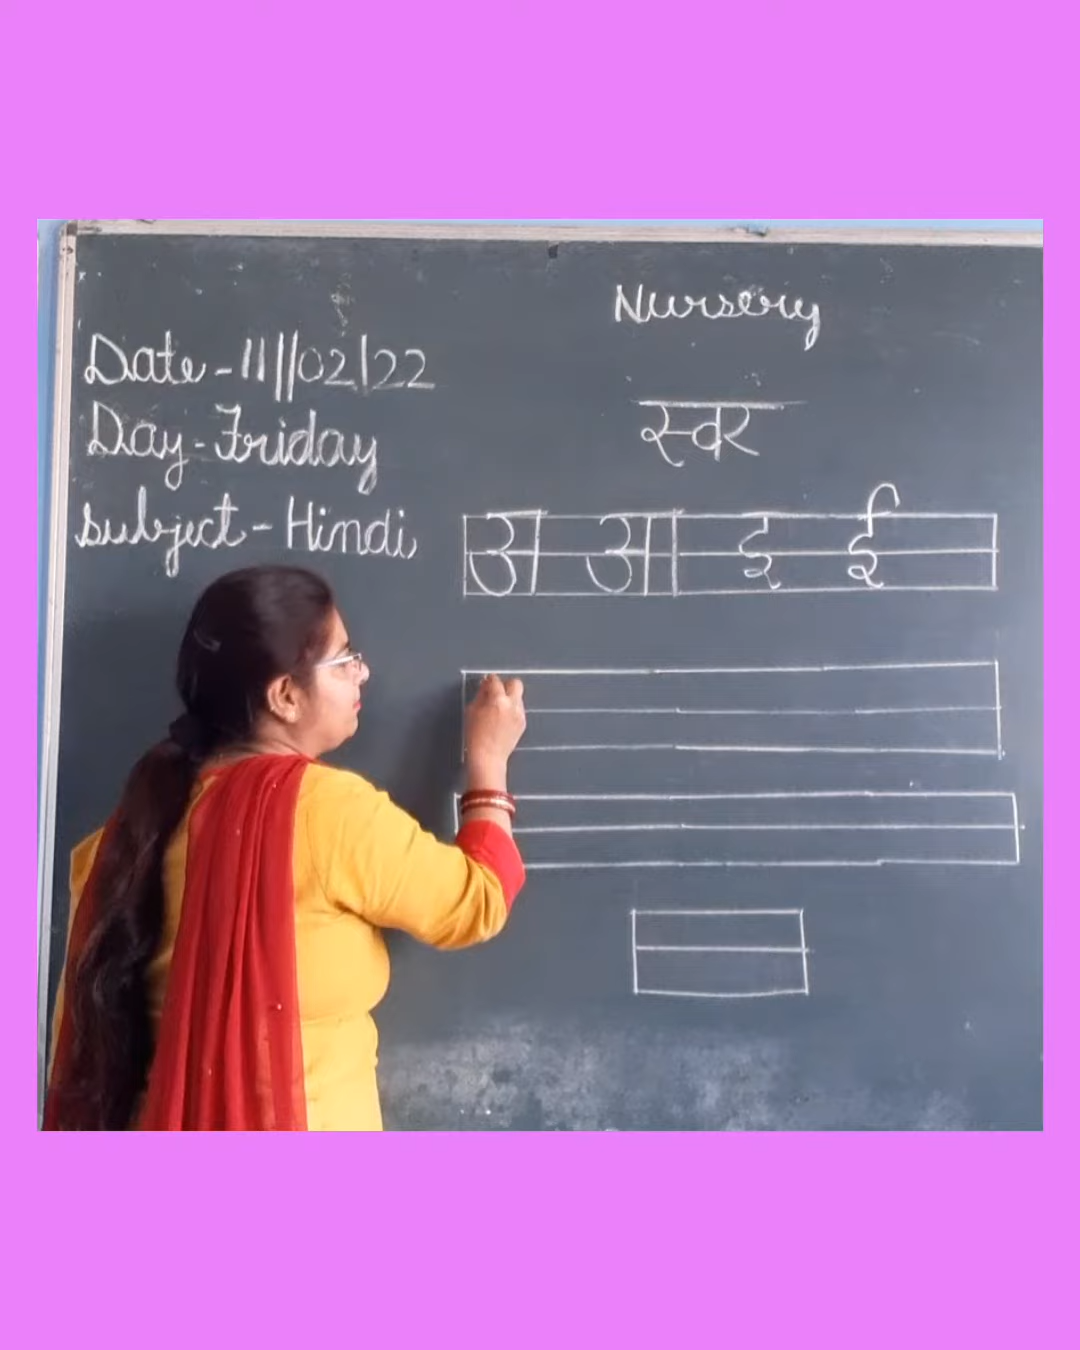 Nursery
Date - 11||02|22
स्वर
Day - Friday
Subject - Hindi
अ आ इ ई